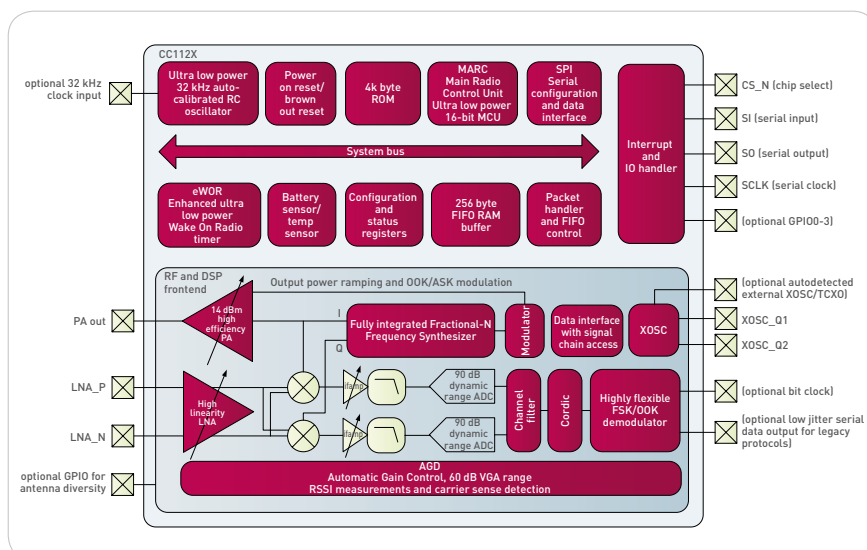 CC112X
optional 32 kHz
clock input
Ultra low power
32 kHz auto-
calibrated RC
oscillator
Power
on reset/
brown
out reset
4k byte
ROM
MARC
Main Radio
Control Unit
Ultra low power
16-bit MCU
SPI
Serial
configuration
and data
interface
System bus
eWOR
Enhanced ultra
low power
Wake On Radio
timer
Battery
sensor/
temp
sensor
Configuration
and
status
registers
256 byte
FIFO RAM
buffer
Packet
handler and
FIFO control
Interrupt
and
IO handler
CS_N (chip select)
SI (serial input)
SO (serial output)
SCLK (serial clock)
(optional GPIO0-3)
RF and DSP
frontend
Output power ramping and OOK/ASK modulation
PA out
14 dBm
high
efficiency
PA
I
Q
Fully integrated Fractional-N
Frequency Synthesizer
Modulator
Data interface
with signal
chain access
XOSC
(optional autodetected
external XOSC/TCXO)
XOSC_Q1
XOSC_Q2
LNA_P
LNA_N
High
linearity
LNA
ifamp
90 dB
dynamic
range ADC
ifamp
90 dB
dynamic
range ADC
Channel
filter
Cordic
Highly flexible
FSK/OOK
demodulator
(optional bit clock)
(optional low jitter serial
data output for legacy
protocols)
optional GPIO for
antenna diversity
AGD
Automatic Gain Control, 60 dB VGA range
RSSI measurements and carrier sense detection